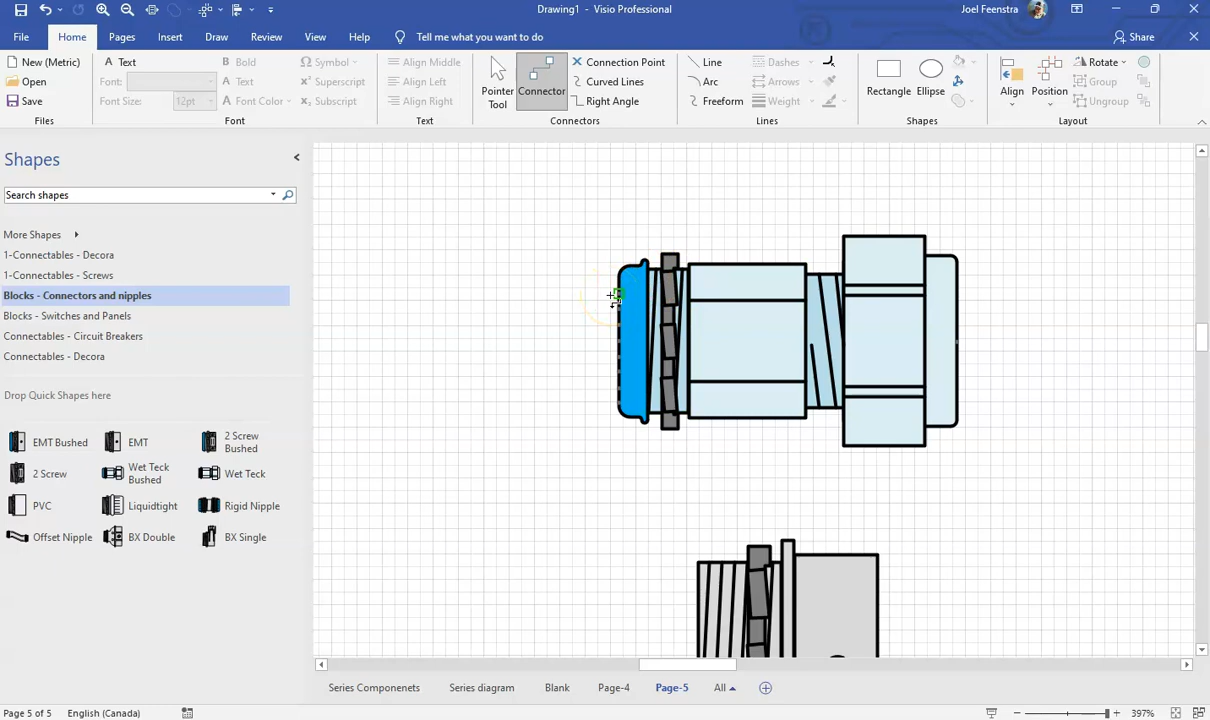 Drawing1 - Visio Professional
Joel Feenstra
File Home Pages Insert Draw Review View Help Tell me what you want to do Share
New (Metric)
Open
Save
Files
Text
Font:
Font Size: 12pt
Bold
Text
Font Color
Symbol
Superscript
Subscript
Font
Align Middle
Align Left
Align Right
Text
Pointer Tool
Connector
Connection Point
Curved Lines
Right Angle
Connectors
Line
Arc
Freeform
Dashes
Arrows
Weight
Lines
Rectangle
Ellipse
Shapes
Align
Position
Rotate
Group
Ungroup
Layout
Shapes
Search shapes
More Shapes
1-Connectables - Decora
1-Connectables - Screws
Blocks - Connectors and nipples
Blocks - Switches and Panels
Connectables - Circuit Breakers
Connectables - Decora
Drop Quick Shapes here
EMT Bushed
EMT
2 Screw Bushed
2 Screw
Wet Teck Bushed
Wet Teck
PVC
Liquidtight
Rigid Nipple
Offset Nipple
BX Double
BX Single
Series Componenets Series diagram Blank Page-4 Page-5 All
Page 5 of 5 English (Canada) 397%